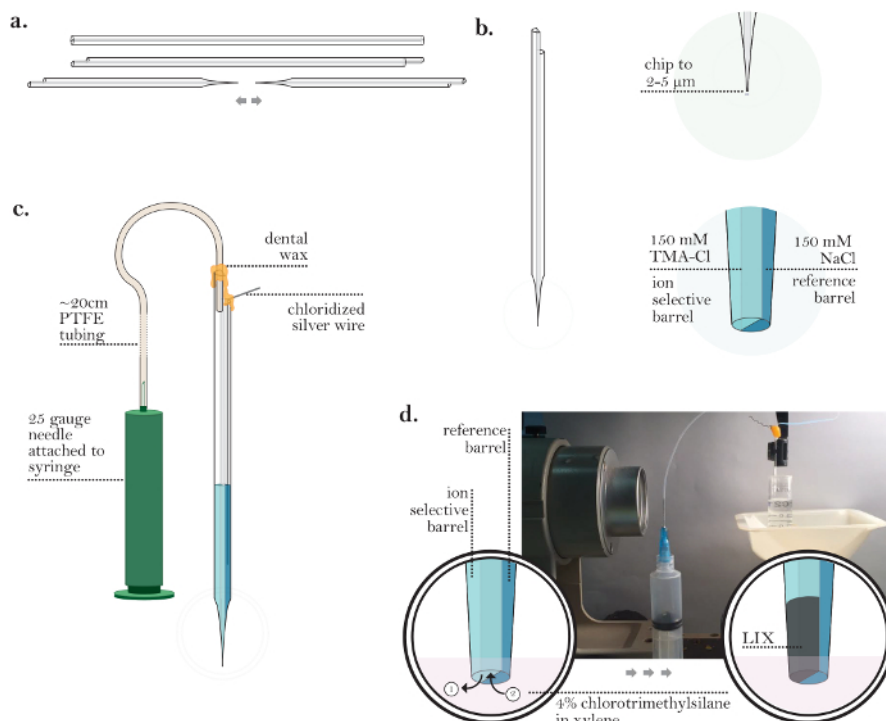 a.
b.
chip to
2-5 µm
c.
dental
wax
chloridized
silver wire
~20cm
PTFE
tubing
25 gauge
needle
attached to
syringe
150 mM
TMA-Cl
ion
selective
barrel
150 mM
NaCl
reference
barrel
d.
reference
barrel
ion
selective
barrel
1
2
LIX
4% chlorotrimethylsilane
in xylene